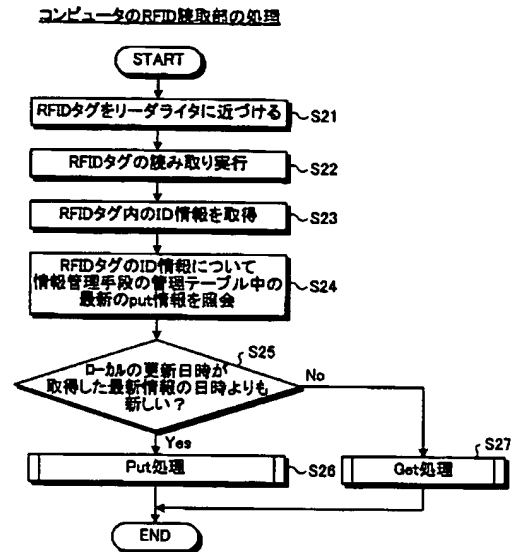 コンピュータのRFID読取部の処理
START
RFIDタグをリーダライタに近づける
S21
RFIDタグの読み取り実行
S22
RFIDタグ内のID情報を取得
S23
RFIDタグのID情報について
情報管理手段の管理テーブル中の
最新のput情報を照会
S24
S25
ローカルの更新日時が
取得した最新情報の日時よりも
新しい？
No
Yes
Put処理
S26
Get処理
S27
END